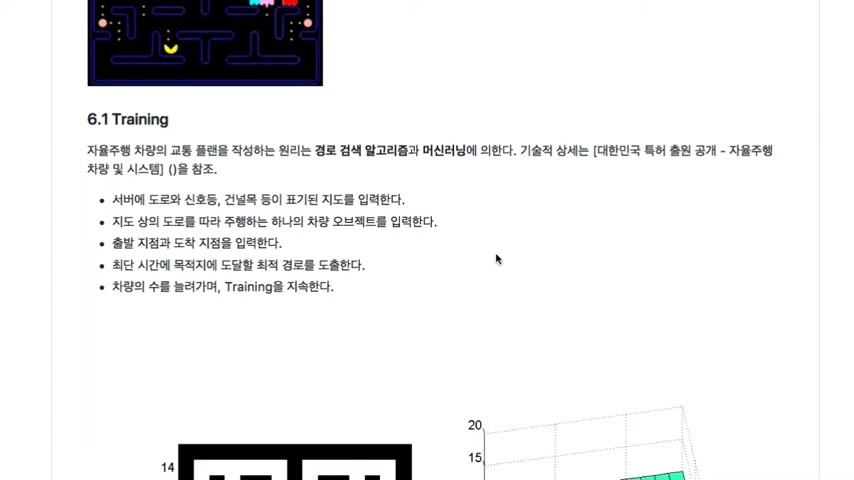 6.1 Training
자율주행 차량의 교통 플랜을 작성하는 원리는 경로 검색 알고리즘과 머신러닝에 의한다. 기술적 상세는 [대한민국 특허 출원 공개 - 자율주행
차량 및 시스템] ()을 참조.
서버에 도로와 신호등, 건널목 등이 표기된 지도를 입력한다.
지도 상의 도로를 따라 주행하는 하나의 차량 오브젝트를 입력한다.
출발 지점과 도착 지점을 입력한다.
최단 시간에 목적지에 도달할 최적 경로를 도출한다.
차량의 수를 늘려가며, Training을 지속한다.
20
15
14